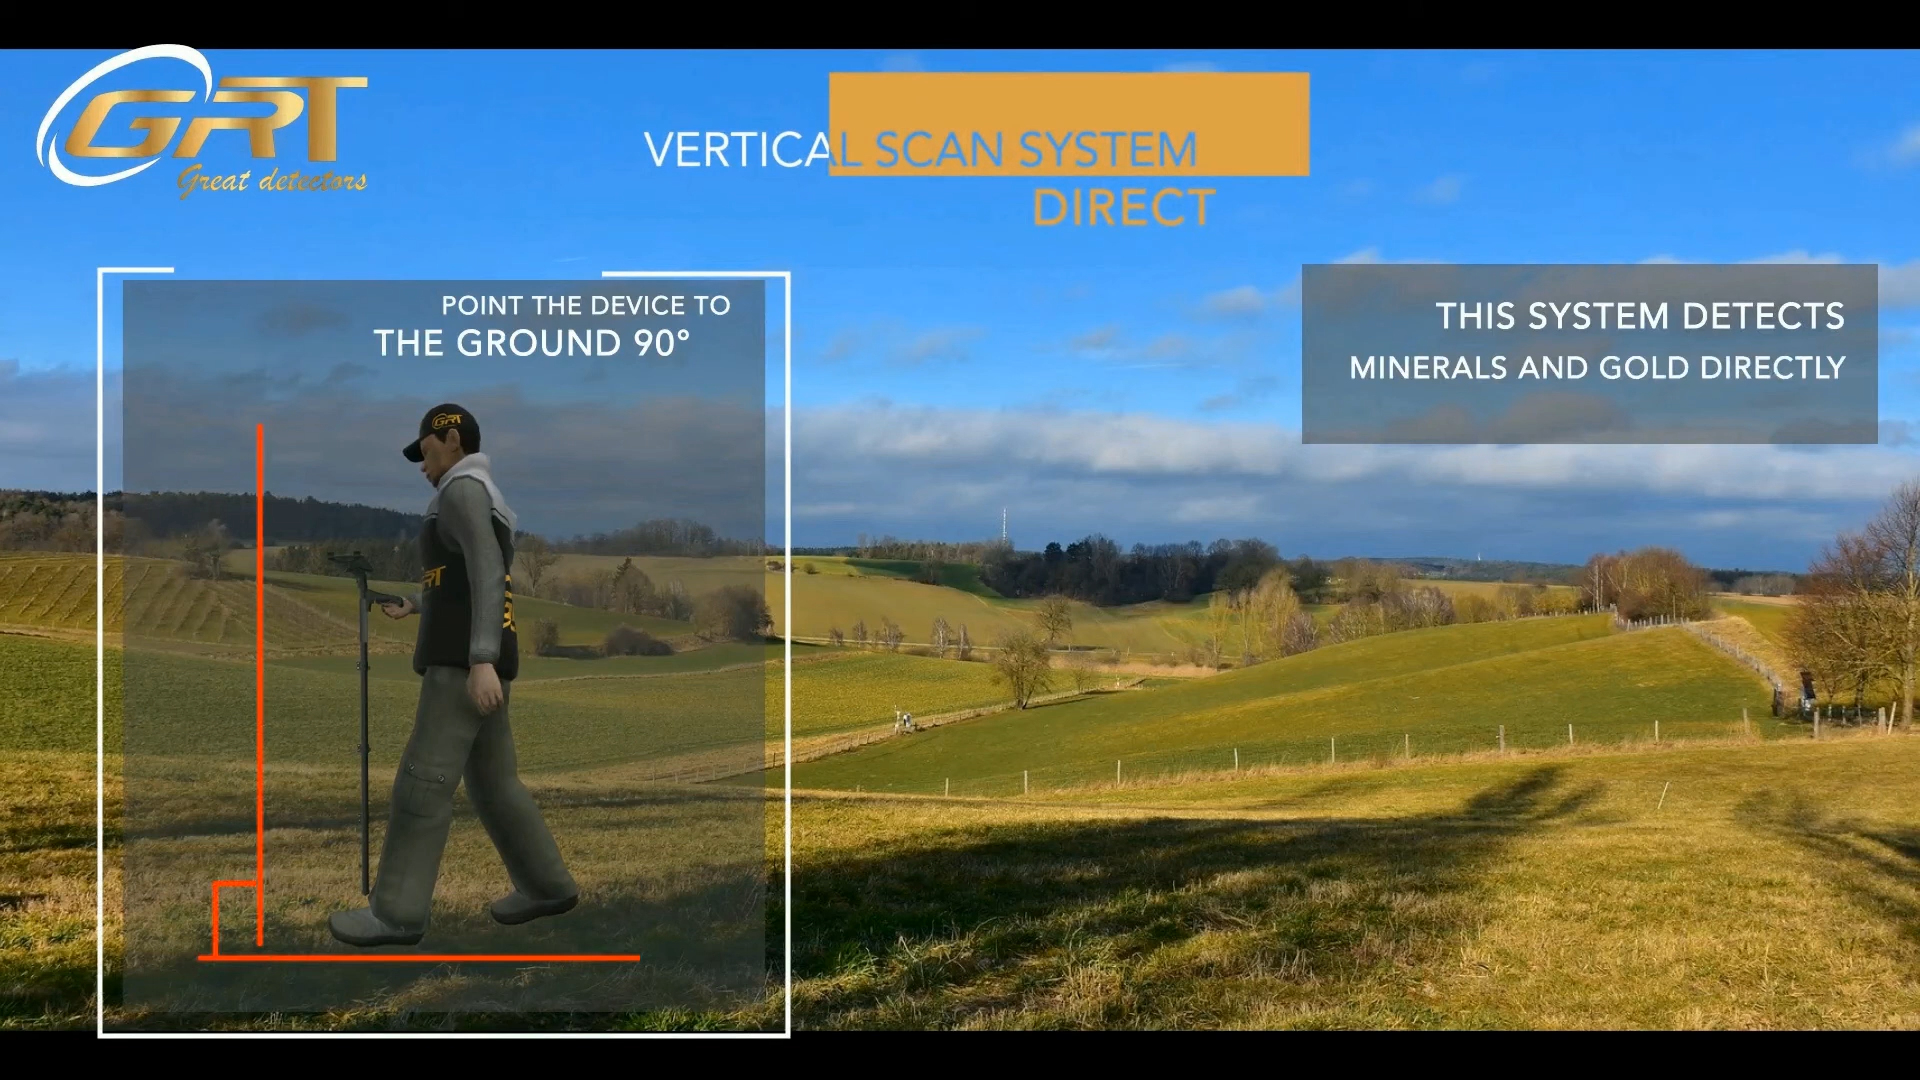 GRT
Great detectors
VERTICAL SCAN SYSTEM
DIRECT
POINT THE DEVICE TO
THE GROUND 90°
THIS SYSTEM DETECTS
MINERALS AND GOLD DIRECTLY
GRT